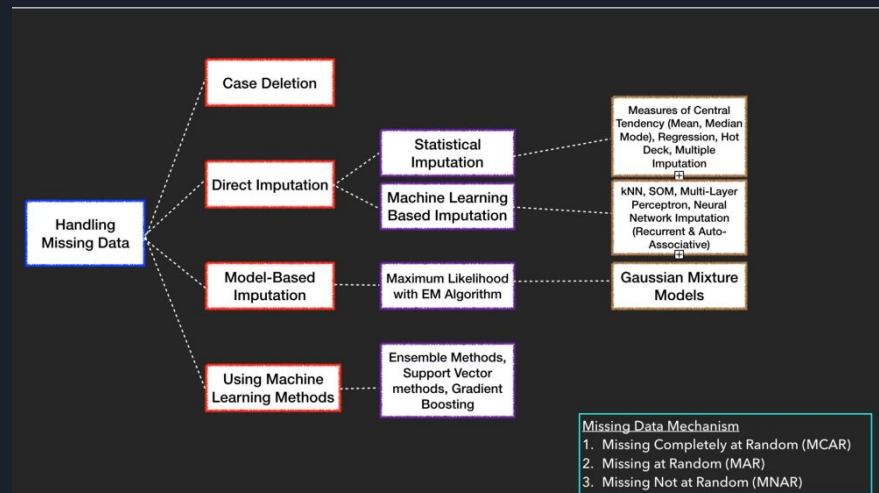 Case Deletion
Measures of Central
Tendency (Mean, Median
Mode), Regression, Hot
Deck, Multiple
Imputation
Statistical
Imputation
Direct Imputation
Machine Learning
Based Imputation
kNN, SOM, Multi-Layer
Perceptron, Neural
Network Imputation
(Recurrent & Auto-
Associative)
Handling
Missing Data
Model-Based
Imputation
Maximum Likelihood
with EM Algorithm
Gaussian Mixture
Models
Using Machine
Learning Methods
Ensemble Methods,
Support Vector
methods, Gradient
Boosting
Missing Data Mechanism
1. Missing Completely at Random (MCAR)
2. Missing at Random (MAR)
3. Missing Not at Random (MNAR)